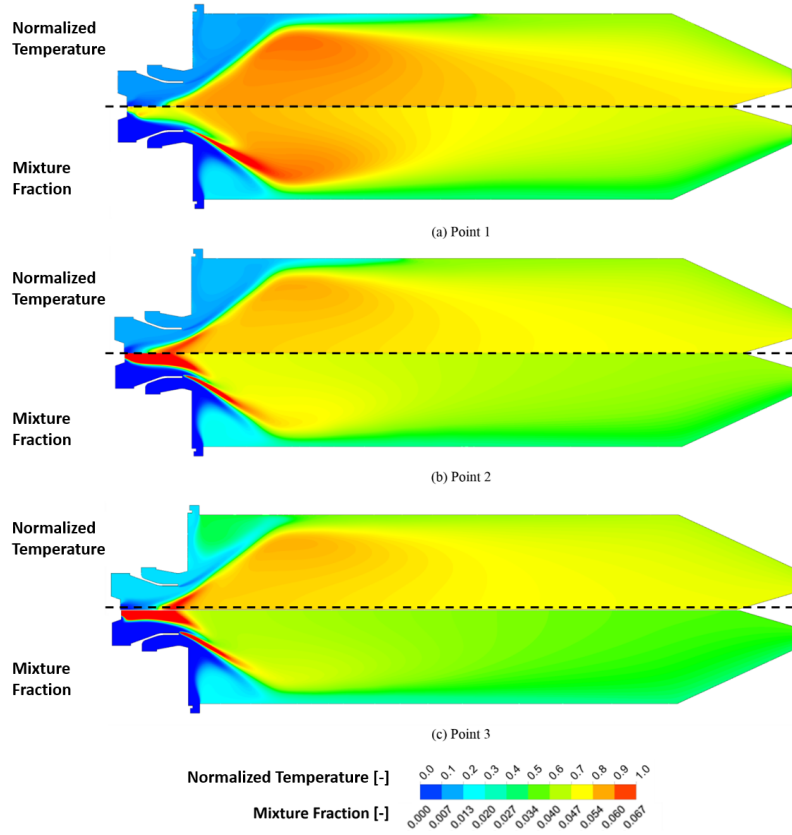 Normalized
Temperature
Mixture
Fraction
(a) Point 1
Normalized
Temperature
Mixture
Fraction
(b) Point 2
Normalized
Temperature
Mixture
Fraction
(c) Point 3
Normalized Temperature [-] 0.0 0.1 0.2 0.3 0.4 0.5 0.6 0.7 0.8 0.9 1.0
Mixture Fraction [-] 0.000 0.007 0.013 0.020 0.027 0.034 0.040 0.047 0.054 0.060 0.067